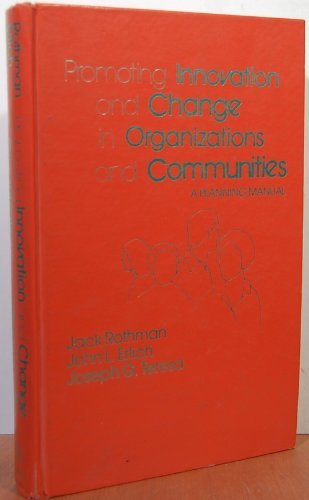 Promoting Innovation
and Change
in Organizations
and Communities
A PLANNING MANUAL
Jack Rothman
John L. Erlich
Joseph G. Teresa
Rothman
Innovation
Change